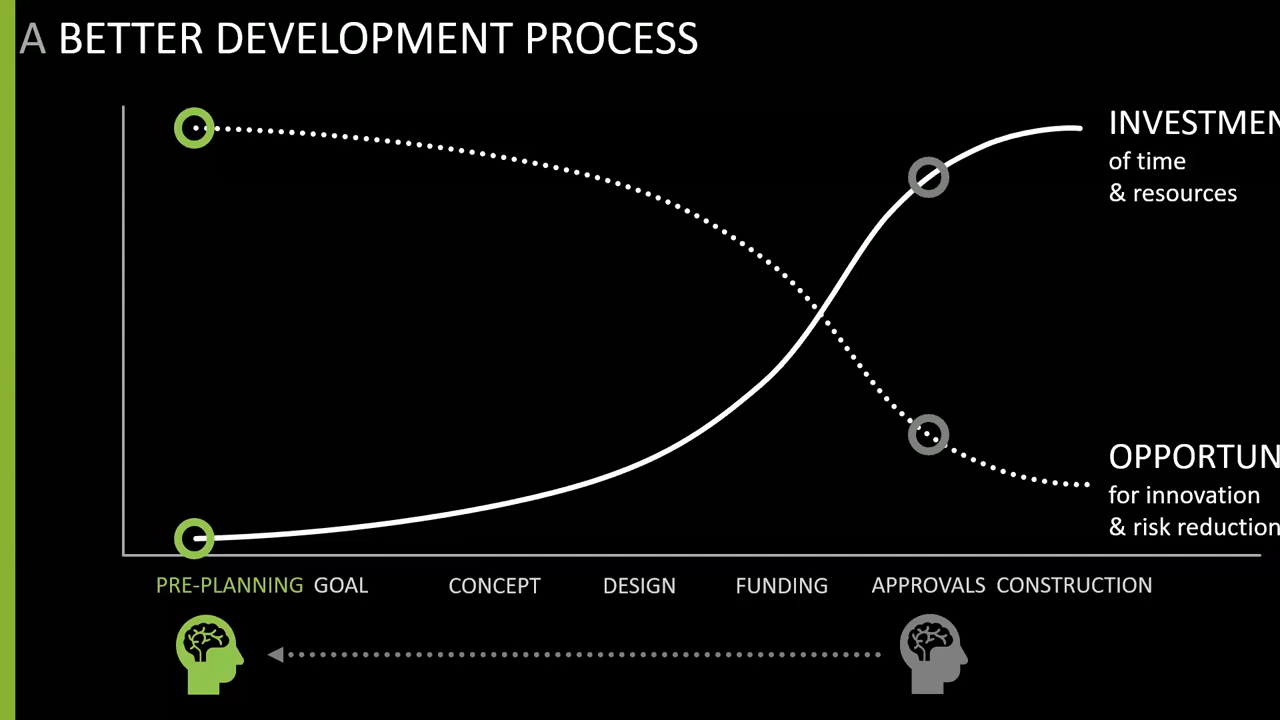 A BETTER DEVELOPMENT PROCESS
INVESTMEN
of time
& resources
OPPORTUN
for innovation
& risk reduction
PRE-PLANNING GOAL CONCEPT DESIGN FUNDING APPROVALS CONSTRUCTION